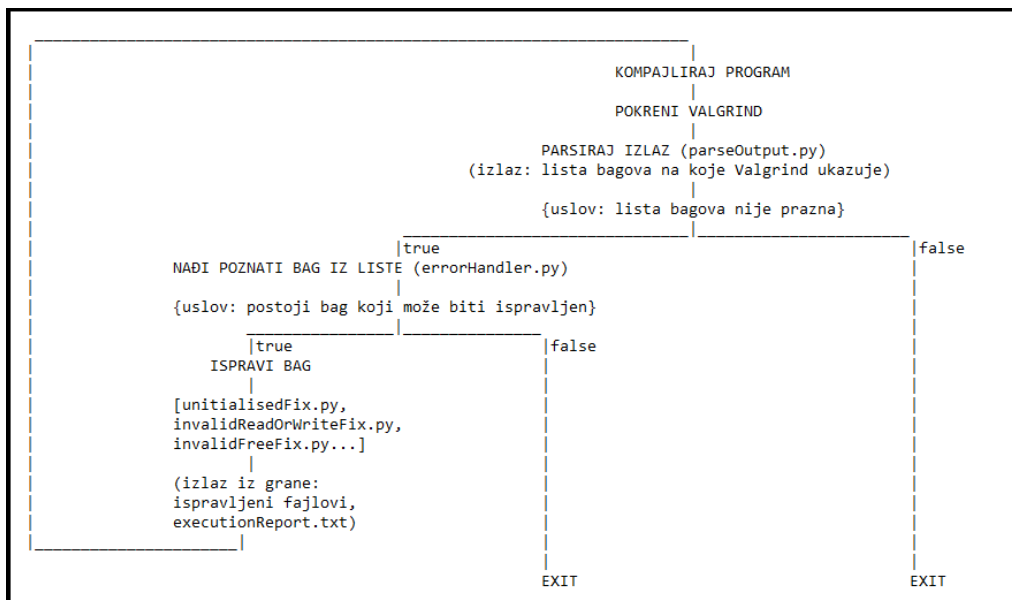 KOMPAJLIRAJ PROGRAM
POKRENI VALGRIND
PARSIRAJ IZLAZ (parseOutput.py)
(izlaz: lista bagova na koje Valgrind ukazuje)
{uslov: lista bagova nije prazna}
true
false
NAĐI POZNATI BAG IZ LISTE (errorHandler.py)
{uslov: postoji bag koji može biti ispravljen}
true
false
ISPRAVI BAG
[unitialisedFix.py,
invalidReadOrWriteFix.py,
invalidFreeFix.py...]
(izlaz iz grane:
ispravljeni fajlovi,
executionReport.txt)
EXIT
EXIT